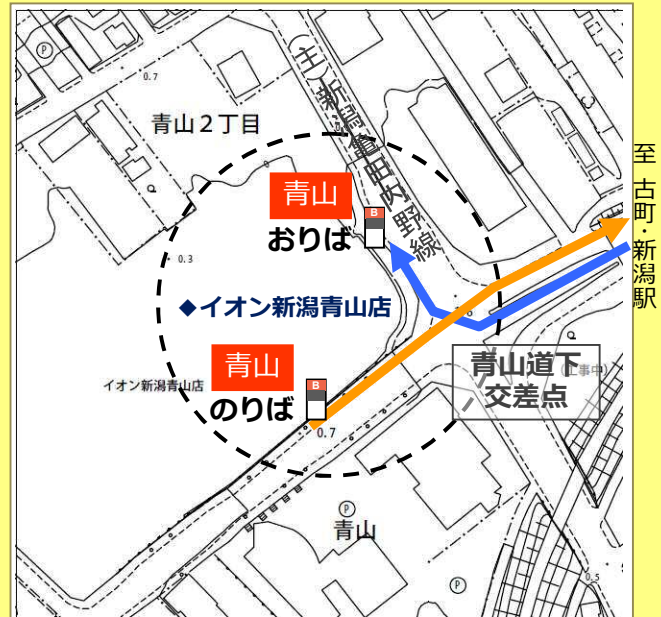 P
0.7
青山２丁目
(主)新潟亀田内野線
至 古町・新潟駅
青山
B
おりば
0.3
◆イオン新潟青山店
青山
B
イオン新潟青山店
のりば
青山道下
交差点
0.7
P
青山
P
0.5